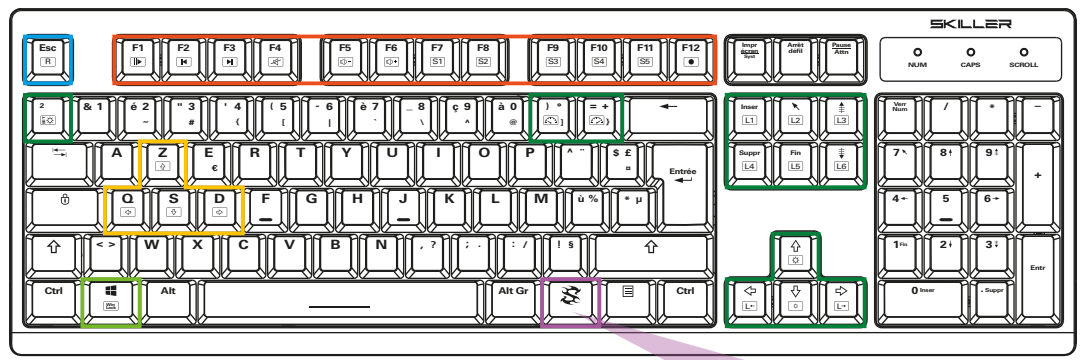 SKILLER
Esc F1 F2 F3 F4 F5 F6 F7 F8 F9 F10 F11 F12 Impr écran Syst Arrêt défil Pause Attn
R S1 S2 S3 S4 S5
NUM CAPS SCROLL
² & 1 é 2 " 3 ' 4 ( 5 - 6 è 7 _ 8 ç 9 à 0 ) ° = + Inser Verr Num / * -
~ # { [ | ` \ ^ @ ] } L1 L2 L3
A Z E R T Y U I O P ^ ¨ $ £ Entrée Suppr Fin 7 8 9 +
€ ¤ L4 L5 L6
Q S D F G H J K L M ù % * µ 4 5 6
< > W X C V B N , ? ; . : / ! § 1 Fin 2 3 Entr
Ctrl Alt Alt Gr Ctrl L L 0 Inser . Suppr